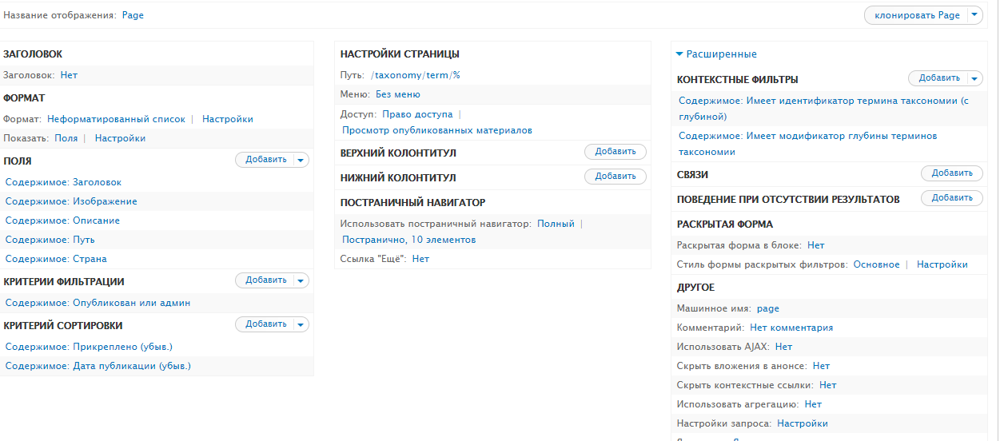 Название отображения: Page
клонировать Page
ЗАГОЛОВОК
Заголовок: Нет
ФОРМАТ
Формат: Неформатированный список | Настройки
Показать: Поля | Настройки
ПОЛЯ
Добавить
Содержимое: Заголовок
Содержимое: Изображение
Содержимое: Описание
Содержимое: Путь
Содержимое: Страна
КРИТЕРИИ ФИЛЬТРАЦИИ
Добавить
Содержимое: Опубликован или админ
КРИТЕРИЙ СОРТИРОВКИ
Добавить
Содержимое: Прикреплено (убыв.)
Содержимое: Дата публикации (убыв.)
НАСТРОЙКИ СТРАНИЦЫ
Путь: /taxonomy/term/%
Меню: Без меню
Доступ: Право доступа |
Просмотр опубликованных материалов
ВЕРХНИЙ КОЛОНТИТУЛ
Добавить
НИЖНИЙ КОЛОНТИТУЛ
Добавить
ПОСТРАНИЧНЫЙ НАВИГАТОР
Использовать постраничный навигатор: Полный |
Постранично, 10 элементов
Ссылка "Ещё": Нет
Расширенные
КОНТЕКСТНЫЕ ФИЛЬТРЫ
Добавить
Содержимое: Имеет идентификатор термина таксономии (с
глубиной)
Содержимое: Имеет модификатор глубины терминов
таксономии
СВЯЗИ
Добавить
ПОВЕДЕНИЕ ПРИ ОТСУТСТВИИ РЕЗУЛЬТАТОВ
Добавить
РАСКРЫТАЯ ФОРМА
Раскрытая форма в блоке: Нет
Стиль формы раскрытых фильтров: Основное | Настройки
ДРУГОЕ
Машинное имя: page
Комментарий: Нет комментария
Использовать AJAX: Нет
Скрыть вложения в анонсе: Нет
Скрыть контекстные ссылки: Нет
Использовать агрегацию: Нет
Настройки запроса: Настройки